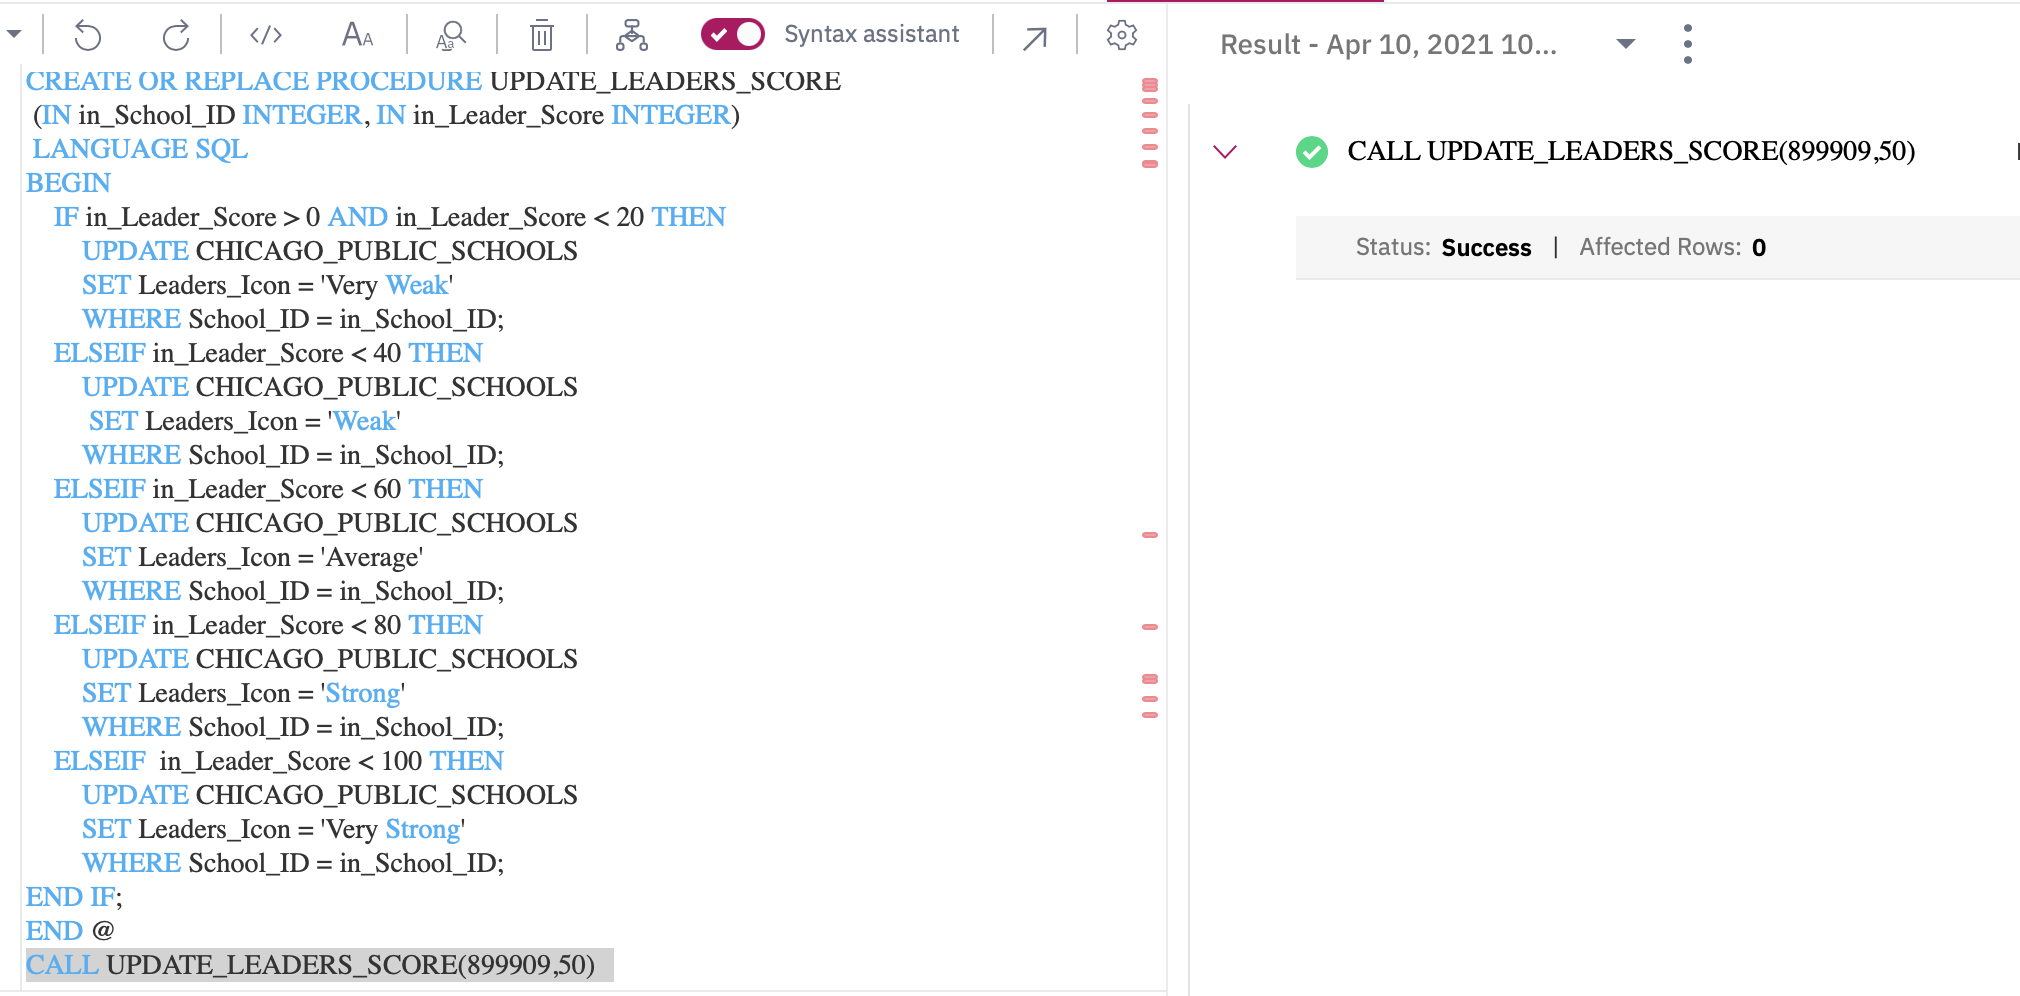 </> AA Aa Syntax assistant
CREATE OR REPLACE PROCEDURE UPDATE_LEADERS_SCORE
(IN in_School_ID INTEGER, IN in_Leader_Score INTEGER)
LANGUAGE SQL
BEGIN
IF in_Leader_Score > 0 AND in_Leader_Score < 20 THEN
UPDATE CHICAGO_PUBLIC_SCHOOLS
SET Leaders_Icon = 'Very Weak'
WHERE School_ID = in_School_ID;
ELSEIF in_Leader_Score < 40 THEN
UPDATE CHICAGO_PUBLIC_SCHOOLS
SET Leaders_Icon = 'Weak'
WHERE School_ID = in_School_ID;
ELSEIF in_Leader_Score < 60 THEN
UPDATE CHICAGO_PUBLIC_SCHOOLS
SET Leaders_Icon = 'Average'
WHERE School_ID = in_School_ID;
ELSEIF in_Leader_Score < 80 THEN
UPDATE CHICAGO_PUBLIC_SCHOOLS
SET Leaders_Icon = 'Strong'
WHERE School_ID = in_School_ID;
ELSEIF  in_Leader_Score < 100 THEN
UPDATE CHICAGO_PUBLIC_SCHOOLS
SET Leaders_Icon = 'Very Strong'
WHERE School_ID = in_School_ID;
END IF;
END @
CALL UPDATE_LEADERS_SCORE(899909,50)
Result - Apr 10, 2021 10...
CALL UPDATE_LEADERS_SCORE(899909,50)
Status: Success | Affected Rows: 0